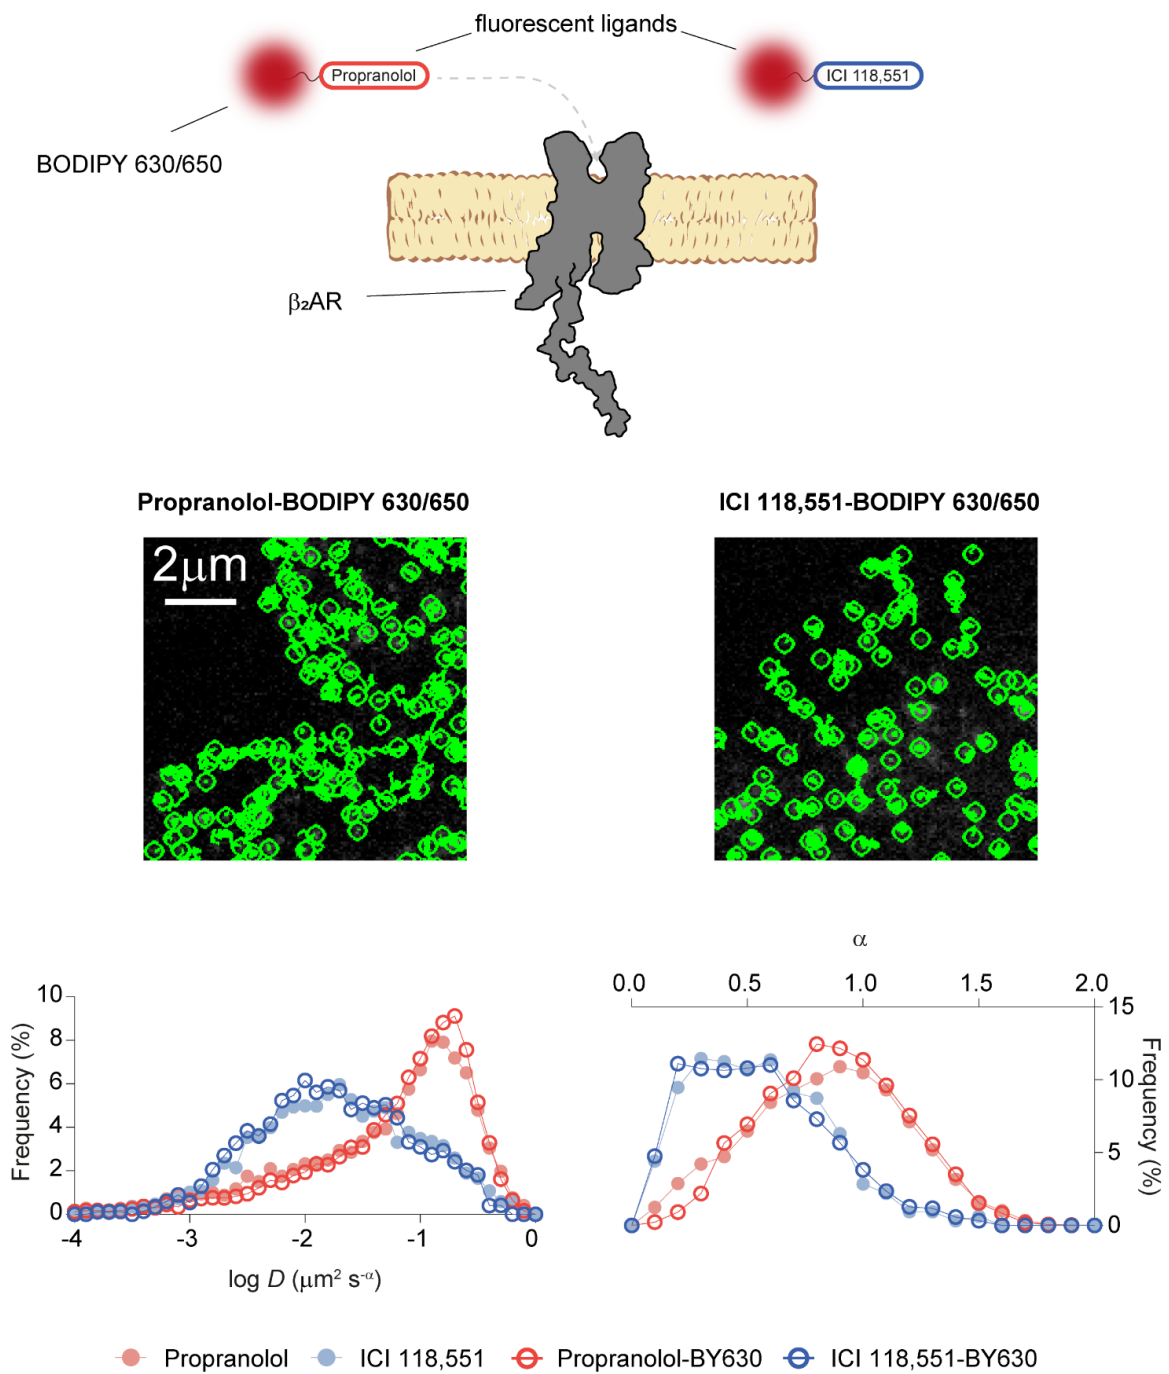 fluorescent ligands
Propranolol
ICI 118,551
BODIPY 630/650
β₂AR
Propranolol-BODIPY 630/650
ICI 118,551-BODIPY 630/650
2μm
α
0.0 0.5 1.0 1.5 2.0
10
8
6
4
2
0
Frequency (%)
-4 -3 -2 -1 0
log D (μm² s⁻ᵅ)
15
10
5
0
Frequency (%)
Propranolol ICI 118,551 Propranolol-BY630 ICI 118,551-BY630